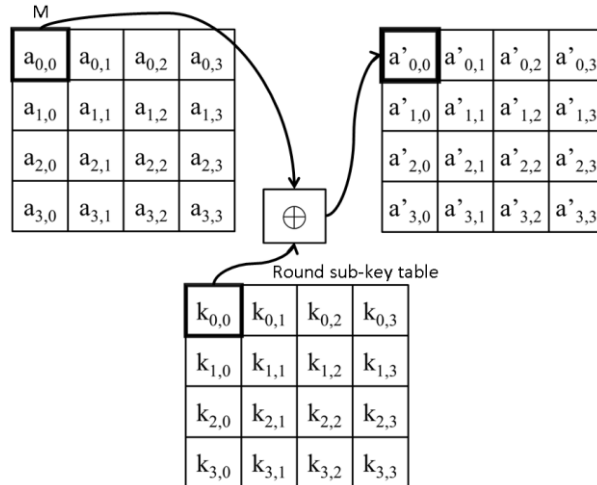 M
a0,0 a0,1 a0,2 a0,3
a1,0 a1,1 a1,2 a1,3
a2,0 a2,1 a2,2 a2,3
a3,0 a3,1 a3,2 a3,3
a'0,0 a'0,1 a'0,2 a'0,3
a'1,0 a'1,1 a'1,2 a'1,3
a'2,0 a'2,1 a'2,2 a'2,3
a'3,0 a'3,1 a'3,2 a'3,3
⊕
Round sub-key table
k0,0 k0,1 k0,2 k0,3
k1,0 k1,1 k1,2 k1,3
k2,0 k2,1 k2,2 k2,3
k3,0 k3,1 k3,2 k3,3